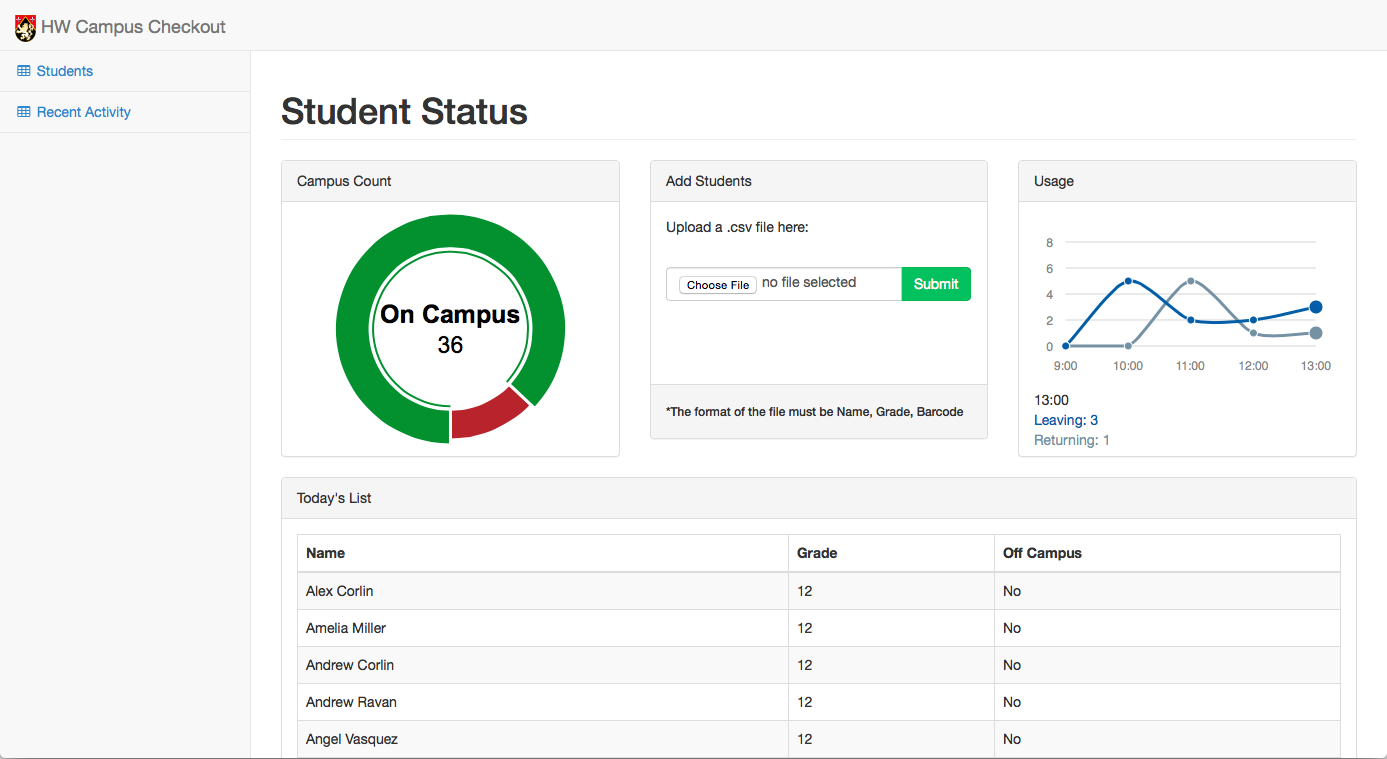 HW Campus Checkout
Students
Recent Activity
Student Status
Campus Count
On Campus
36
Add Students
Upload a .csv file here:
Choose File no file selected Submit
*The format of the file must be Name, Grade, Barcode
Usage
8
6
4
2
0
9:00 10:00 11:00 12:00 13:00
13:00
Leaving: 3
Returning: 1
Today's List
Name Grade Off Campus
Alex Corlin 12 No
Amelia Miller 12 No
Andrew Corlin 12 No
Andrew Ravan 12 No
Angel Vasquez 12 No